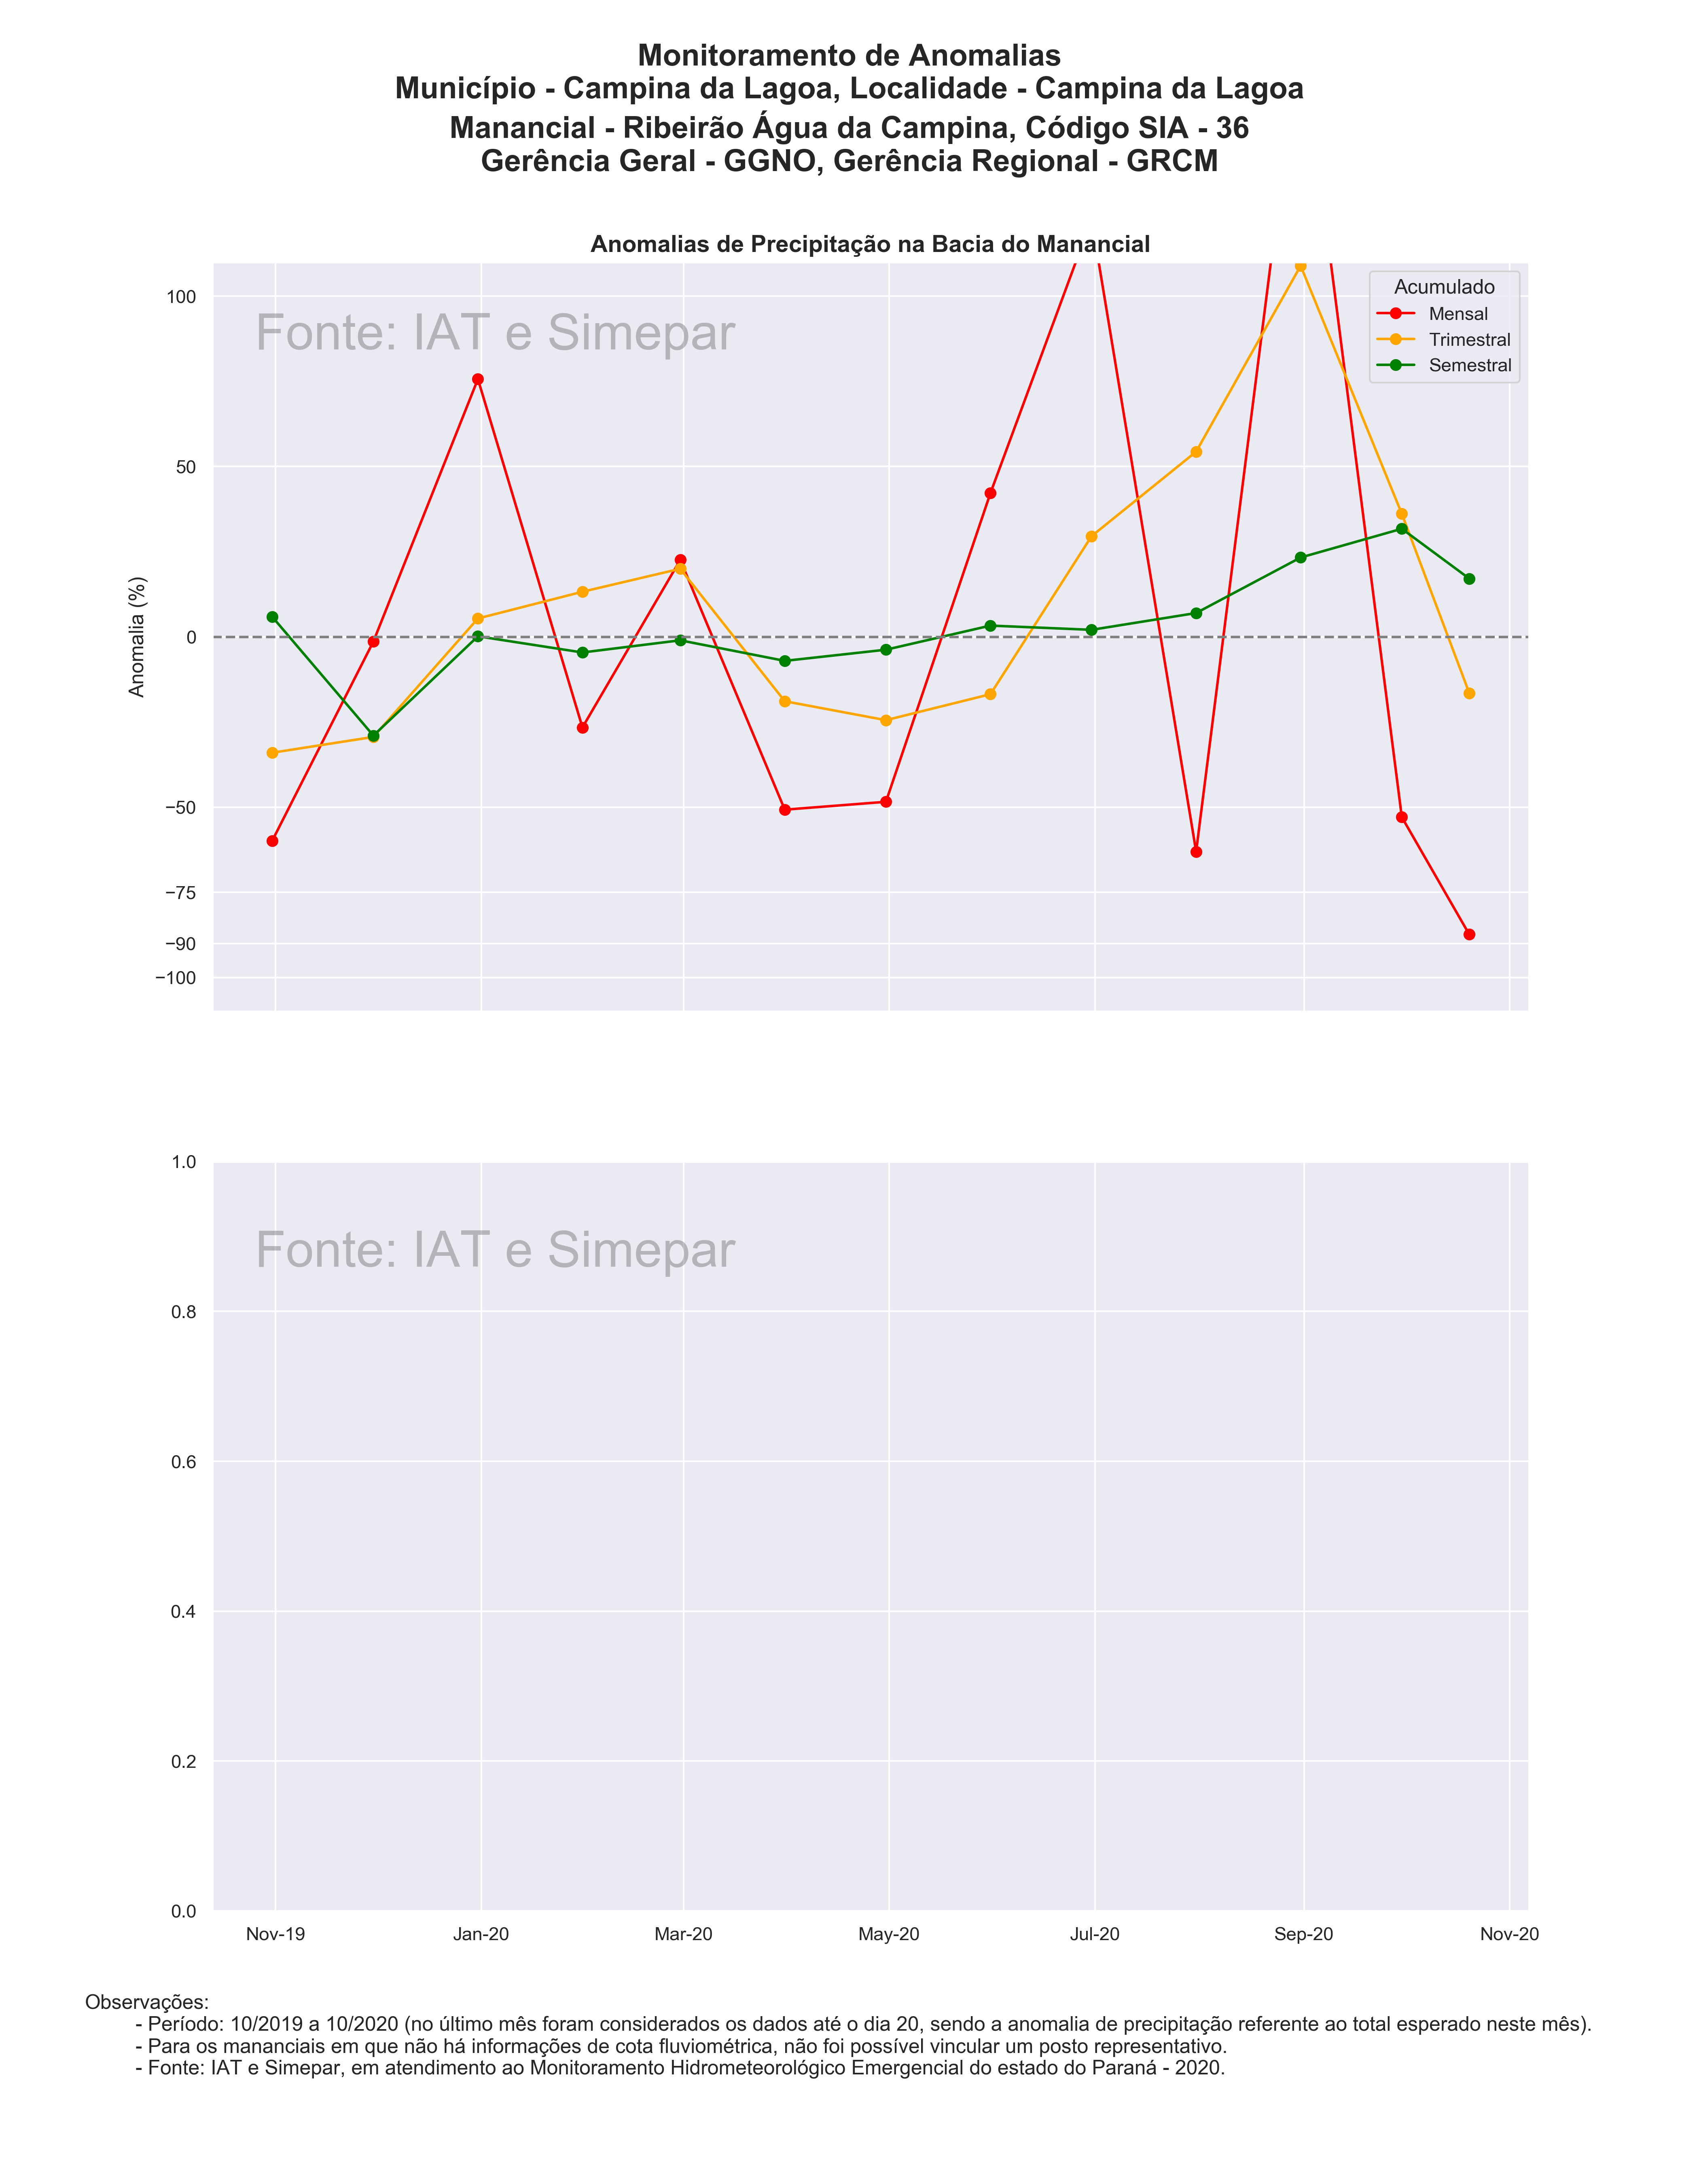 Monitoramento de Anomalias
Município - Campina da Lagoa, Localidade - Campina da Lagoa
Manancial - Ribeirão Água da Campina, Código SIA - 36
Gerência Geral - GGNO, Gerência Regional - GRCM
Anomalias de Precipitação na Bacia do Manancial
Fonte: IAT e Simepar
Acumulado
Mensal
Trimestral
Semestral
Anomalia (%)
100
50
0
−50
−75
−90
−100
Fonte: IAT e Simepar
1.0
0.8
0.6
0.4
0.2
0.0
Nov-19 Jan-20 Mar-20 May-20 Jul-20 Sep-20 Nov-20
Observações:
- Período: 10/2019 a 10/2020 (no último mês foram considerados os dados até o dia 20, sendo a anomalia de precipitação referente ao total esperado neste mês).
- Para os mananciais em que não há informações de cota fluviométrica, não foi possível vincular um posto representativo.
- Fonte: IAT e Simepar, em atendimento ao Monitoramento Hidrometeorológico Emergencial do estado do Paraná - 2020.